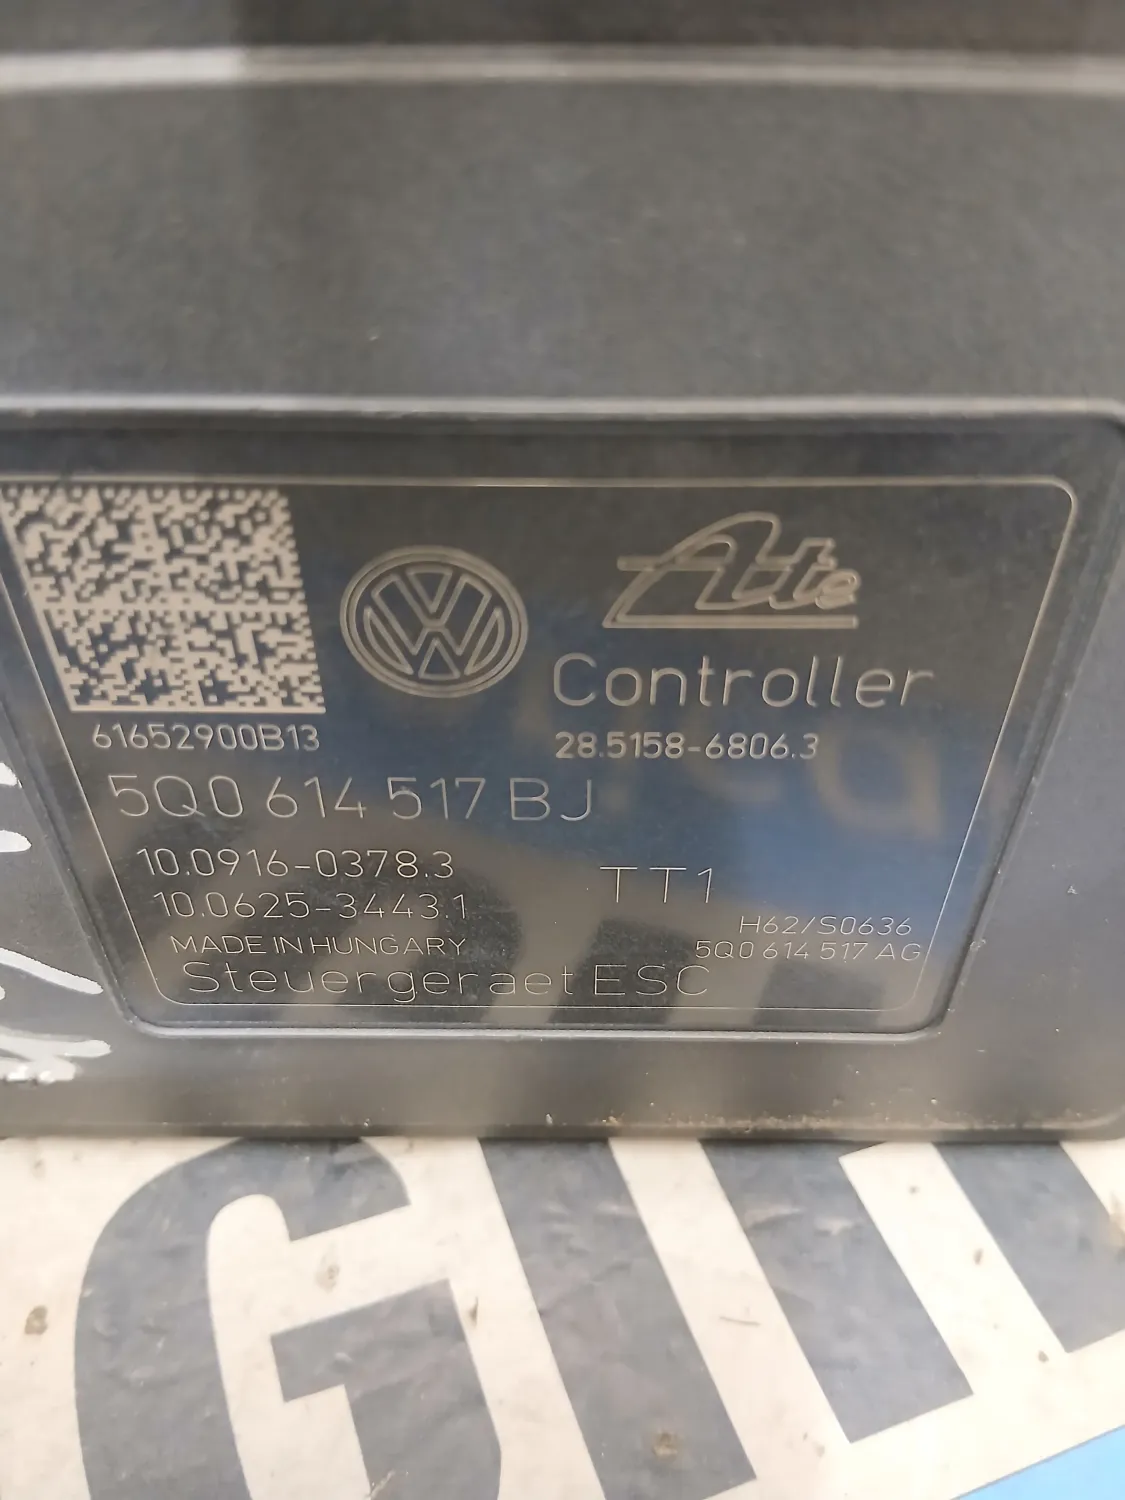 Ate
Controller
61652900B13
28.5158-6806.3
5Q0 614 517 BJ
10.0916-0378.3
TT1
10.0625-3443.1
H62/S0636
MADE IN HUNGARY
5Q0 614 517 AG
Steuergeraet ESC